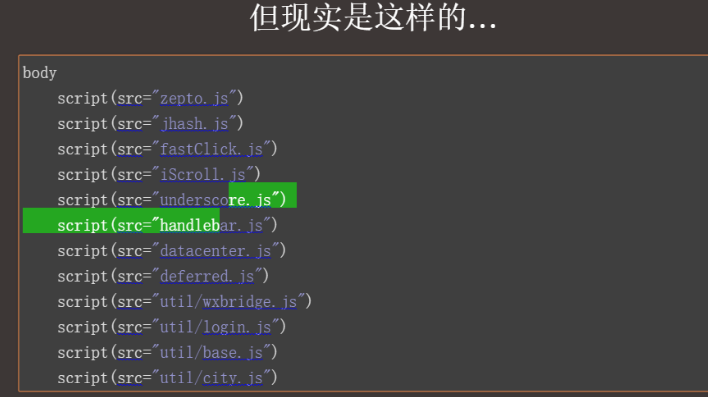 但现实是这样的...
body
script(src="zepto.js")
script(src="jhash.js")
script(src="fastClick.js")
script(src="iScroll.js")
script(src="underscore.js")
script(src="handlebar.js")
script(src="datacenter.js")
script(src="deferred.js")
script(src="util/wxbridge.js")
script(src="util/login.js")
script(src="util/base.js")
script(src="util/city.js")